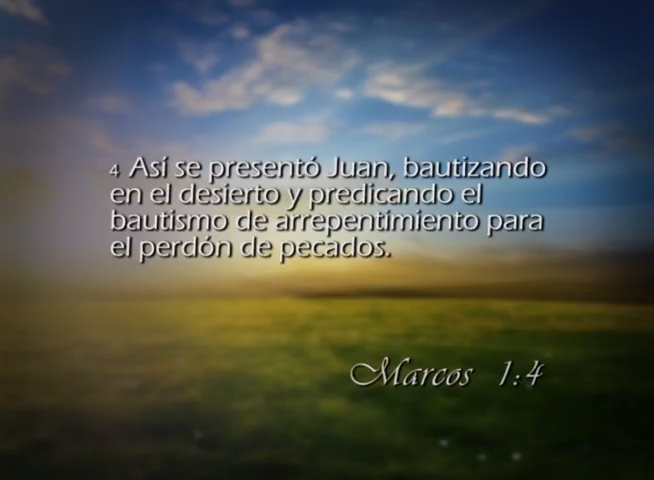 4 Así se presentó Juan, bautizando
en el desierto y predicando el
bautismo de arrepentimiento para
el perdón de pecados.
Marcos 1:4